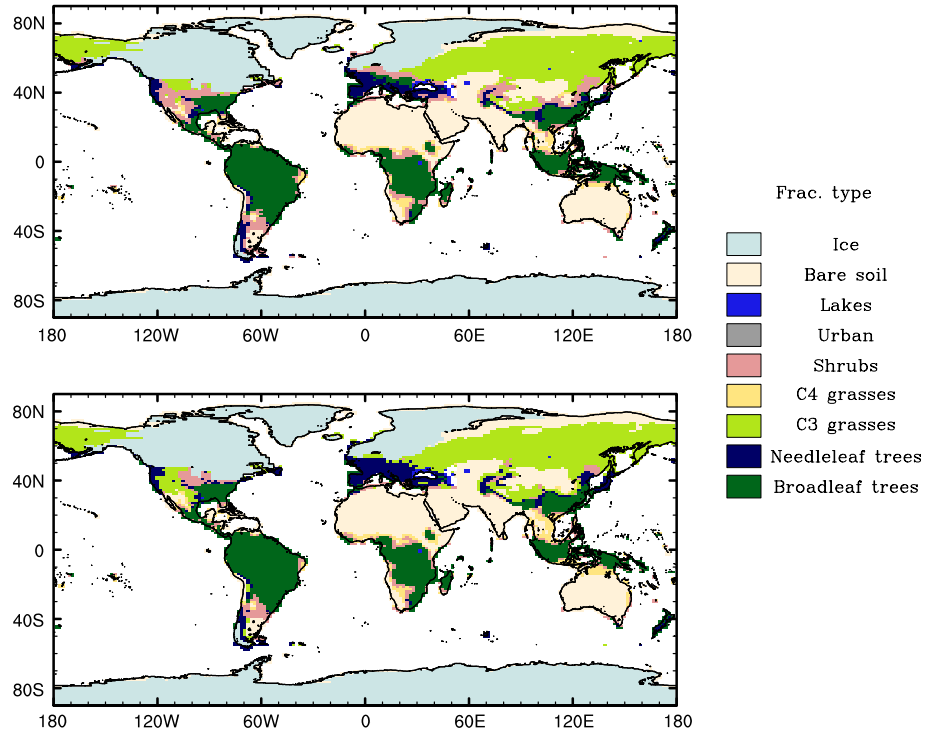 80N
40N
0
40S
80S
180 120W 60W 0 60E 120E 180
80N
40N
0
40S
80S
180 120W 60W 0 60E 120E 180
Frac. type
Ice
Bare soil
Lakes
Urban
Shrubs
C4 grasses
C3 grasses
Needleleaf trees
Broadleaf trees